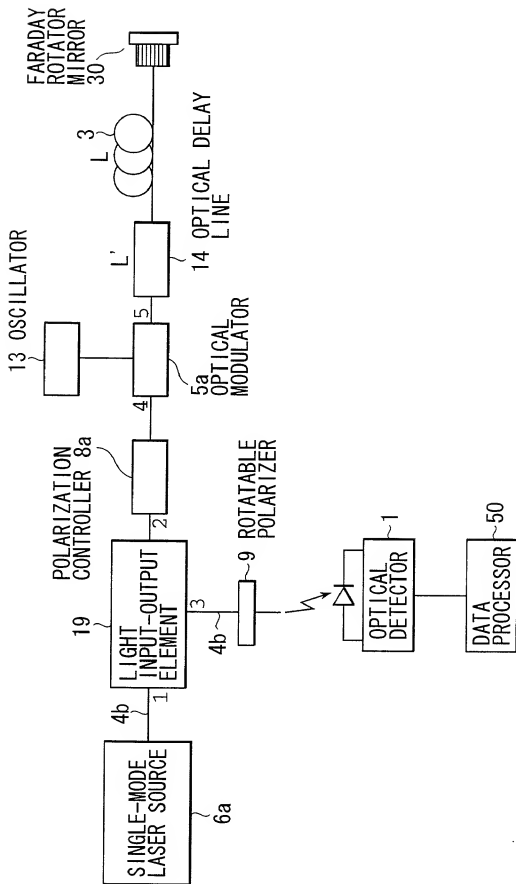 FARADAY
ROTATOR
MIRROR
30
3
L
L'
14 OPTICAL DELAY
LINE
13 OSCILLATOR
5
5a
OPTICAL
MODULATOR
4
POLARIZATION
CONTROLLER 8a
2
19
LIGHT
INPUT-OUTPUT
ELEMENT
1
3
4b
4b
9 ROTATABLE
POLARIZER
SINGLE-MODE
LASER SOURCE
6a
1
OPTICAL
DETECTOR
50
DATA
PROCESSOR